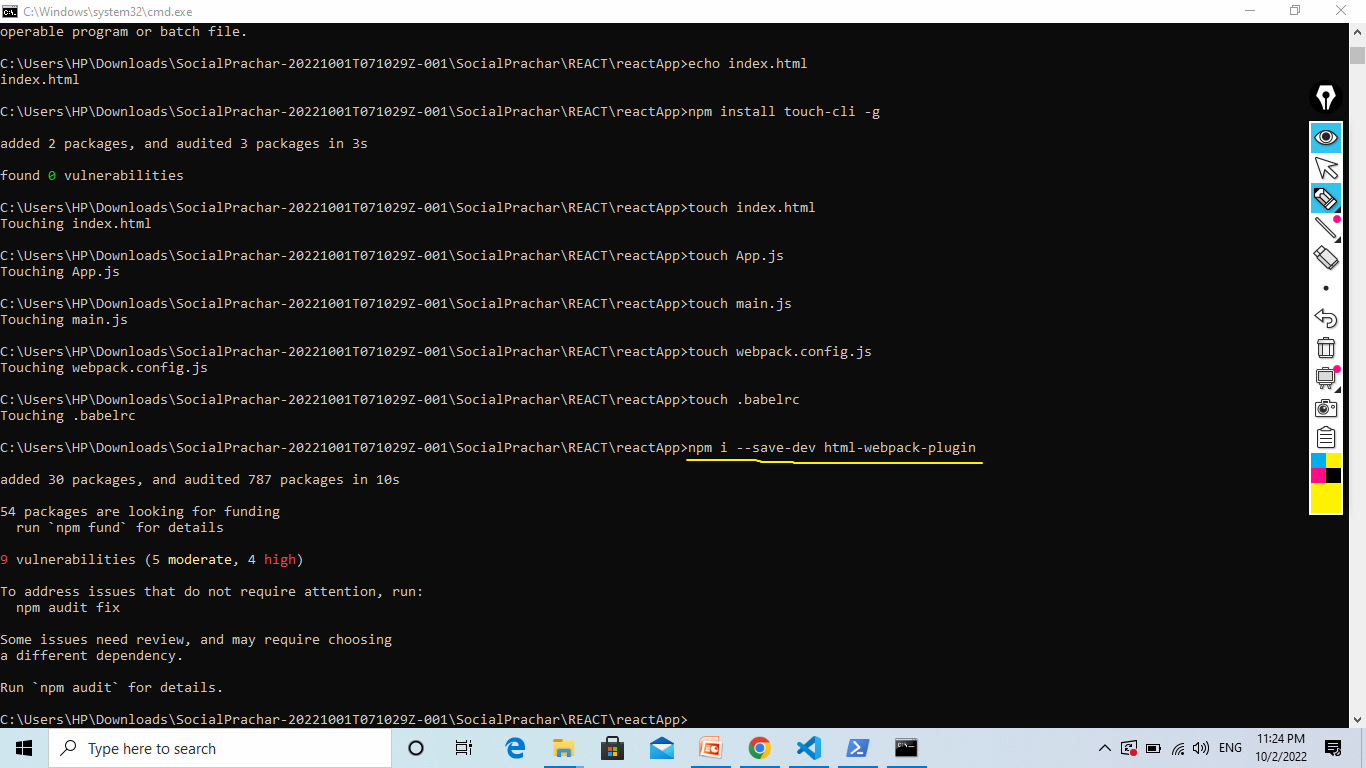 C:\Windows\system32\cmd.exe
operable program or batch file.
C:\Users\HP\Downloads\SocialPrachar-20221001T071029Z-001\SocialPrachar\REACT\reactApp>echo index.html
index.html
C:\Users\HP\Downloads\SocialPrachar-20221001T071029Z-001\SocialPrachar\REACT\reactApp>npm install touch-cli -g
added 2 packages, and audited 3 packages in 3s
found 0 vulnerabilities
C:\Users\HP\Downloads\SocialPrachar-20221001T071029Z-001\SocialPrachar\REACT\reactApp>touch index.html
Touching index.html
C:\Users\HP\Downloads\SocialPrachar-20221001T071029Z-001\SocialPrachar\REACT\reactApp>touch App.js
Touching App.js
C:\Users\HP\Downloads\SocialPrachar-20221001T071029Z-001\SocialPrachar\REACT\reactApp>touch main.js
Touching main.js
C:\Users\HP\Downloads\SocialPrachar-20221001T071029Z-001\SocialPrachar\REACT\reactApp>touch webpack.config.js
Touching webpack.config.js
C:\Users\HP\Downloads\SocialPrachar-20221001T071029Z-001\SocialPrachar\REACT\reactApp>touch .babelrc
Touching .babelrc
C:\Users\HP\Downloads\SocialPrachar-20221001T071029Z-001\SocialPrachar\REACT\reactApp>npm i --save-dev html-webpack-plugin
added 30 packages, and audited 787 packages in 10s
54 packages are looking for funding
run `npm fund` for details
9 vulnerabilities (5 moderate, 4 high)
To address issues that do not require attention, run:
npm audit fix
Some issues need review, and may require choosing
a different dependency.
Run `npm audit` for details.
C:\Users\HP\Downloads\SocialPrachar-20221001T071029Z-001\SocialPrachar\REACT\reactApp>
Type here to search
ENG
11:24 PM
10/2/2022